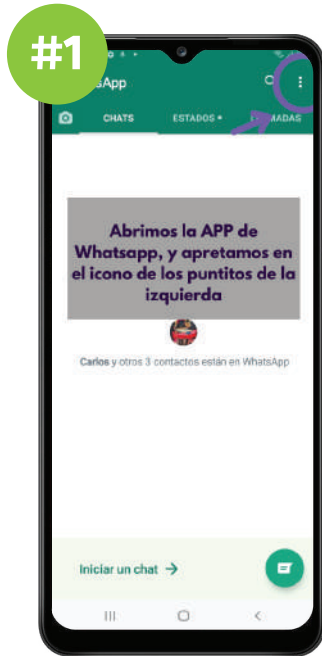 #1
sApp
CHATS ESTADOS
Abrimos la APP de
Whatsapp, y apretamos en
el icono de los puntitos de la
izquierda
Carlos y otros 3 contactos están en WhatsApp
Iniciar un chat →